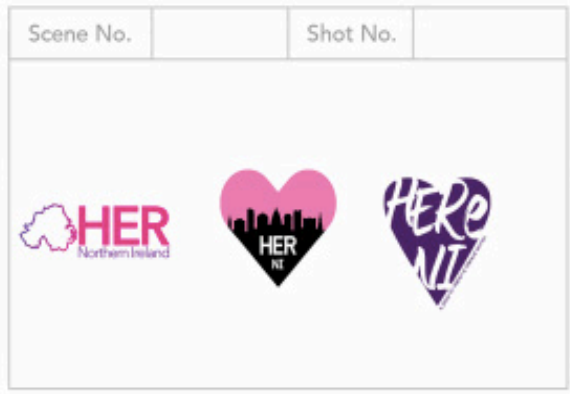 Scene No. Shot No.
HER
Northern Ireland
HER
NI
HERe
NI